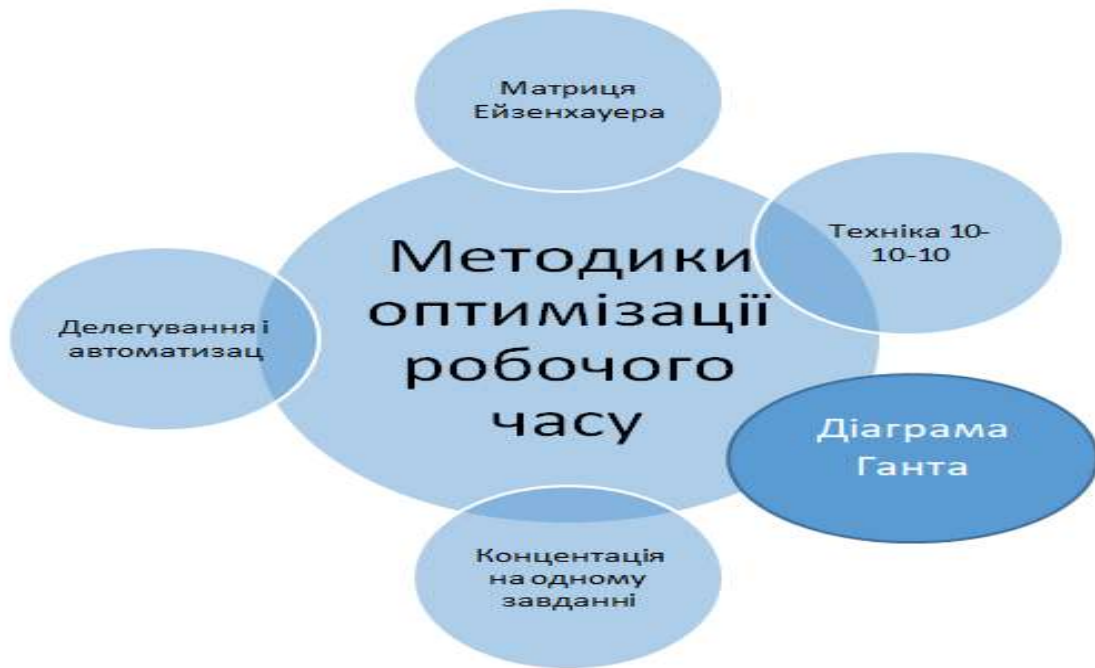 Матриця
Ейзенхауера
Техніка 10-
10-10
Методики
оптимізації
робочого
часу
Делегування і
автоматизац
Діаграма
Ганта
Концентація
на одному
завданні